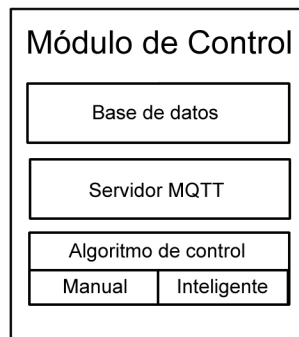 Módulo de Control
Base de datos
Servidor MQTT
Algoritmo de control
Manual
Inteligente